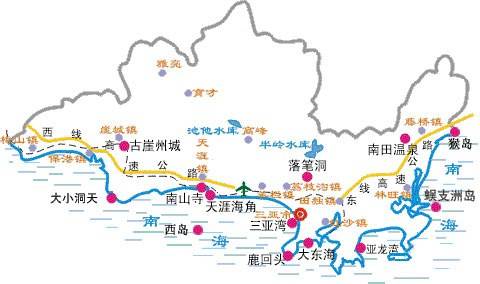 雅亮
育才
池他水库
高峰
半岭水库
藤桥镇
猴岛
西线高速公路
梅山镇
保港镇
崖城镇
古崖州城
天涯镇
落笔洞
南田温泉
东线高速公路
荔枝沟镇
田独镇
林旺镇
蜈支洲岛
大小洞天
南山寺
天涯海角
三亚市
三亚湾
西岛
南海
鹿回头
大东海
亚龙湾
南海